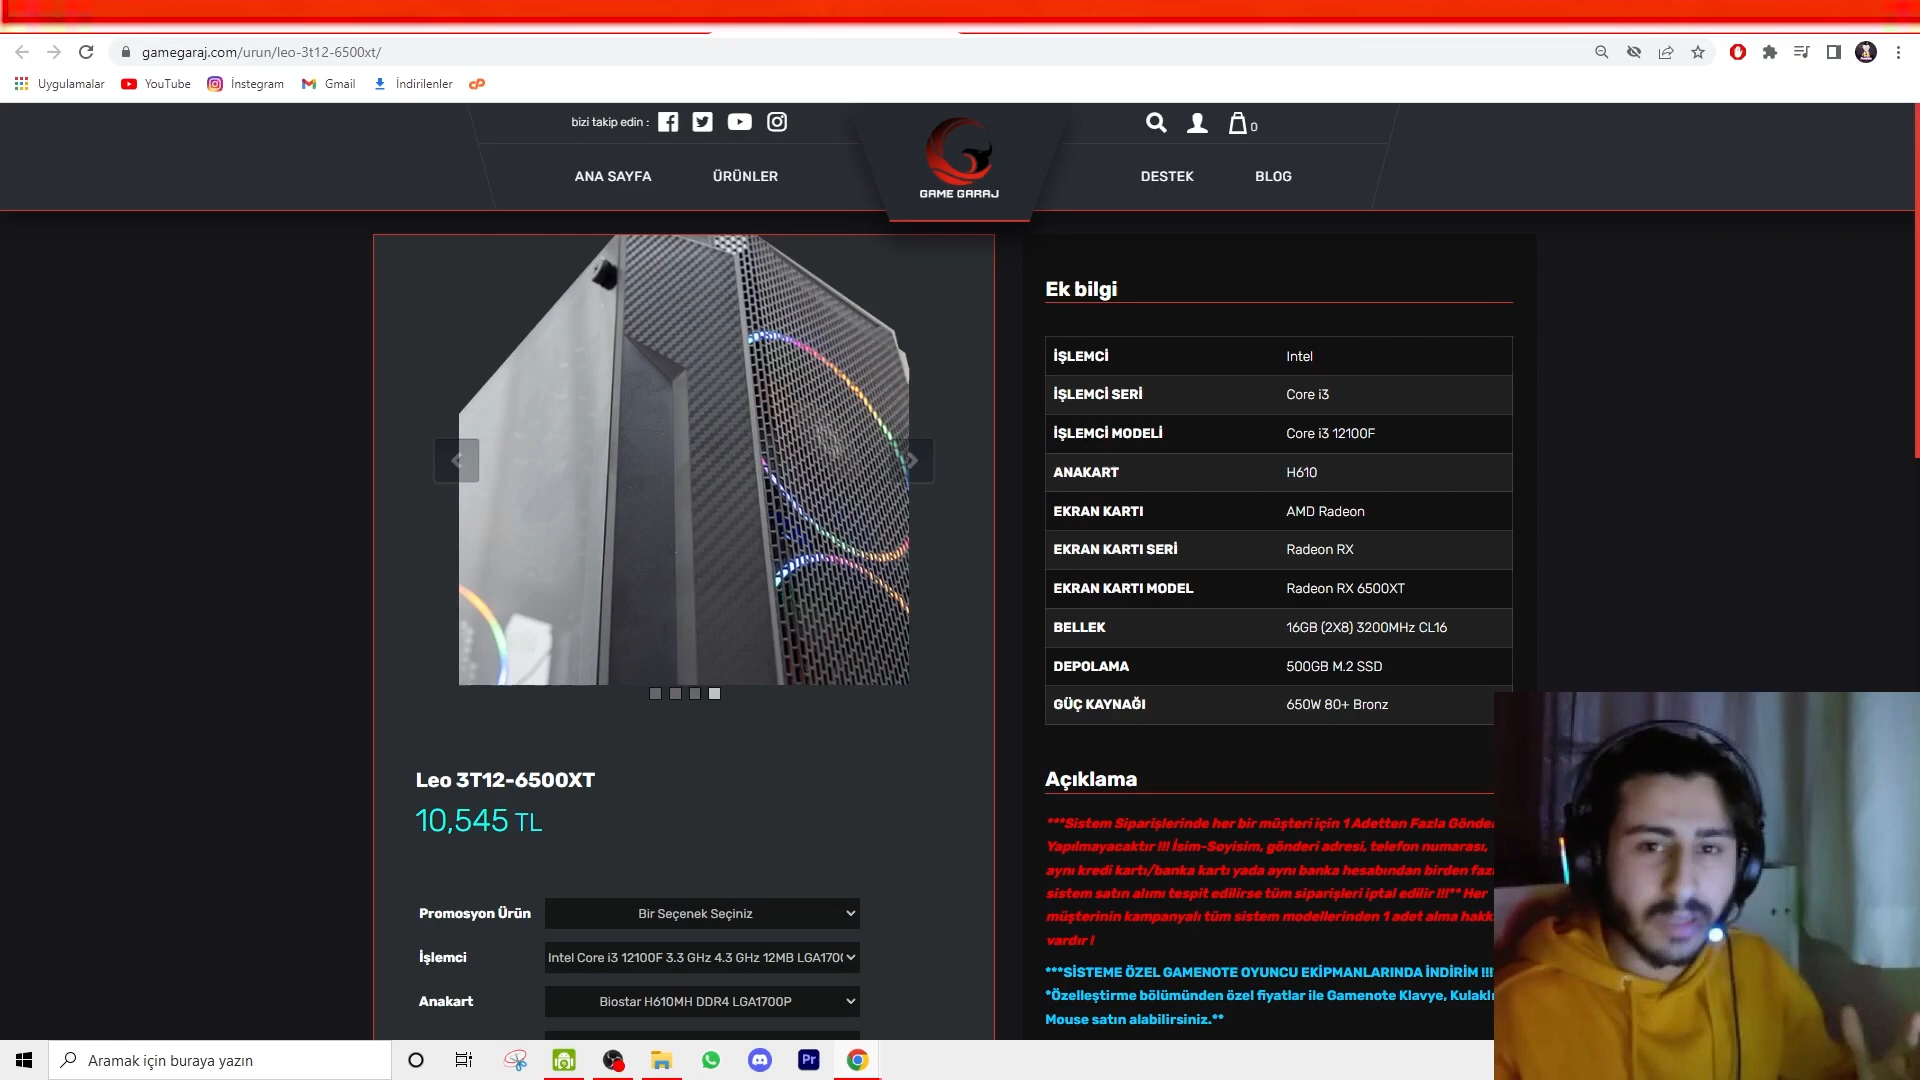 gamegaraj.com/urun/leo-3t12-6500xt/
Uygulamalar
YouTube
İnstegram
Gmail
İndirilenler
bizi takip edin :
0
ANA SAYFA
ÜRÜNLER
GAME GARAJ
DESTEK
BLOG
Ek bilgi
İŞLEMCİ Intel
İŞLEMCİ SERİ Core i3
İŞLEMCİ MODELİ Core i3 12100F
ANAKART H610
EKRAN KARTI AMD Radeon
EKRAN KARTI SERİ Radeon RX
EKRAN KARTI MODEL Radeon RX 6500XT
BELLEK 16GB (2X8) 3200MHz CL16
DEPOLAMA 500GB M.2 SSD
GÜÇ KAYNAĞI 650W 80+ Bronz
Leo 3T12-6500XT
10,545 TL
Promosyon Ürün Bir Seçenek Seçiniz
İşlemci Intel Core i3 12100F 3.3 GHz 4.3 GHz 12MB LGA170
Anakart Biostar H610MH DDR4 LGA1700P
Açıklama
***Sistem Siparişlerinde her bir müşteri için 1 Adetten Fazla Gönder
Yapılmayacaktır !!! İsim-Soyisim, gönderi adresi, telefon numarası,
aynı kredi kartı/banka kartı yada aynı banka hesabından birden faz
sistem satın alımı tespit edilirse tüm siparişleri iptal edilir !!!** Her
müşterinin kampanyalı tüm sistem modellerinden 1 adet alma hakk
vardır !
***SİSTEME ÖZEL GAMENOTE OYUNCU EKİPMANLARINDA İNDİRİM !!!
*Özelleştirme bölümünden özel fiyatlar ile Gamenote Klavye, Kulaklı
Mouse satın alabilirsiniz.**
Aramak için buraya yazın
Pr